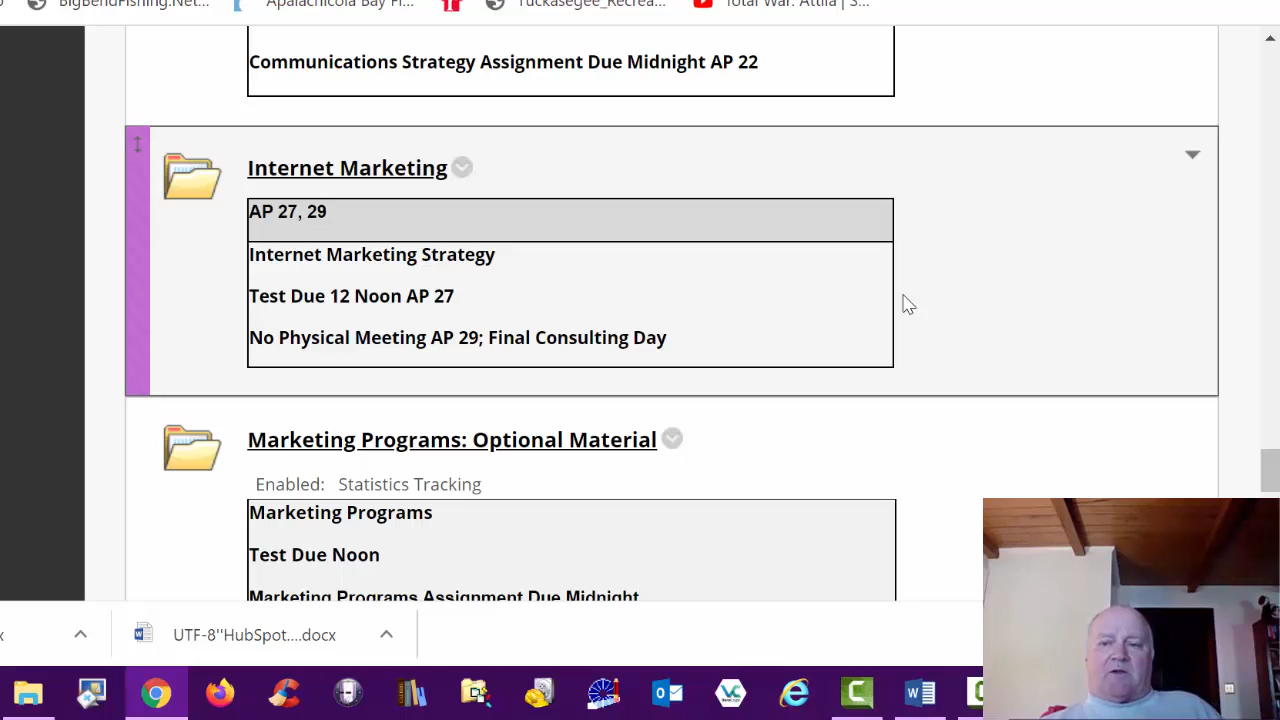 BigBendFishing.Net...
Apalachicola Bay Fi...
Tuckasegee_Recrea...
Total War: Attila | S...
Communications Strategy Assignment Due Midnight AP 22
Internet Marketing
AP 27, 29
Internet Marketing Strategy
Test Due 12 Noon AP 27
No Physical Meeting AP 29; Final Consulting Day
Marketing Programs: Optional Material
Enabled: Statistics Tracking
Marketing Programs
Test Due Noon
Marketing Programs Assignment Due Midnight
x
UTF-8''HubSpot....docx